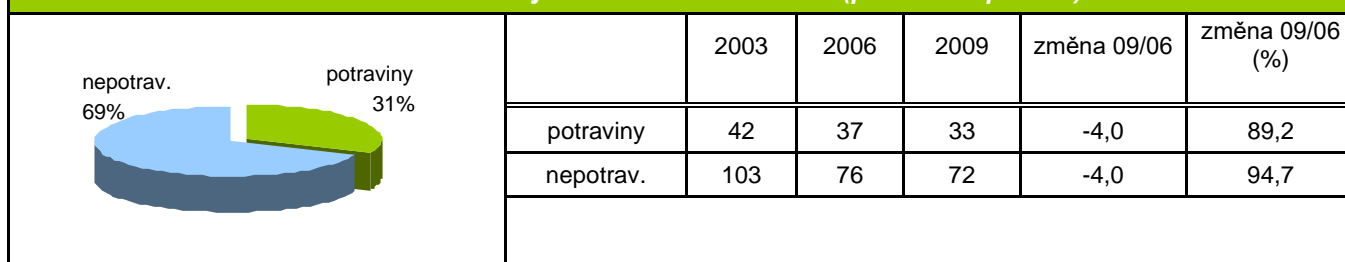 nepotrav.
69%
potraviny
31%
2003 2006 2009 změna 09/06 změna 09/06
(%)
potraviny 42 37 33 -4,0 89,2
nepotrav. 103 76 72 -4,0 94,7